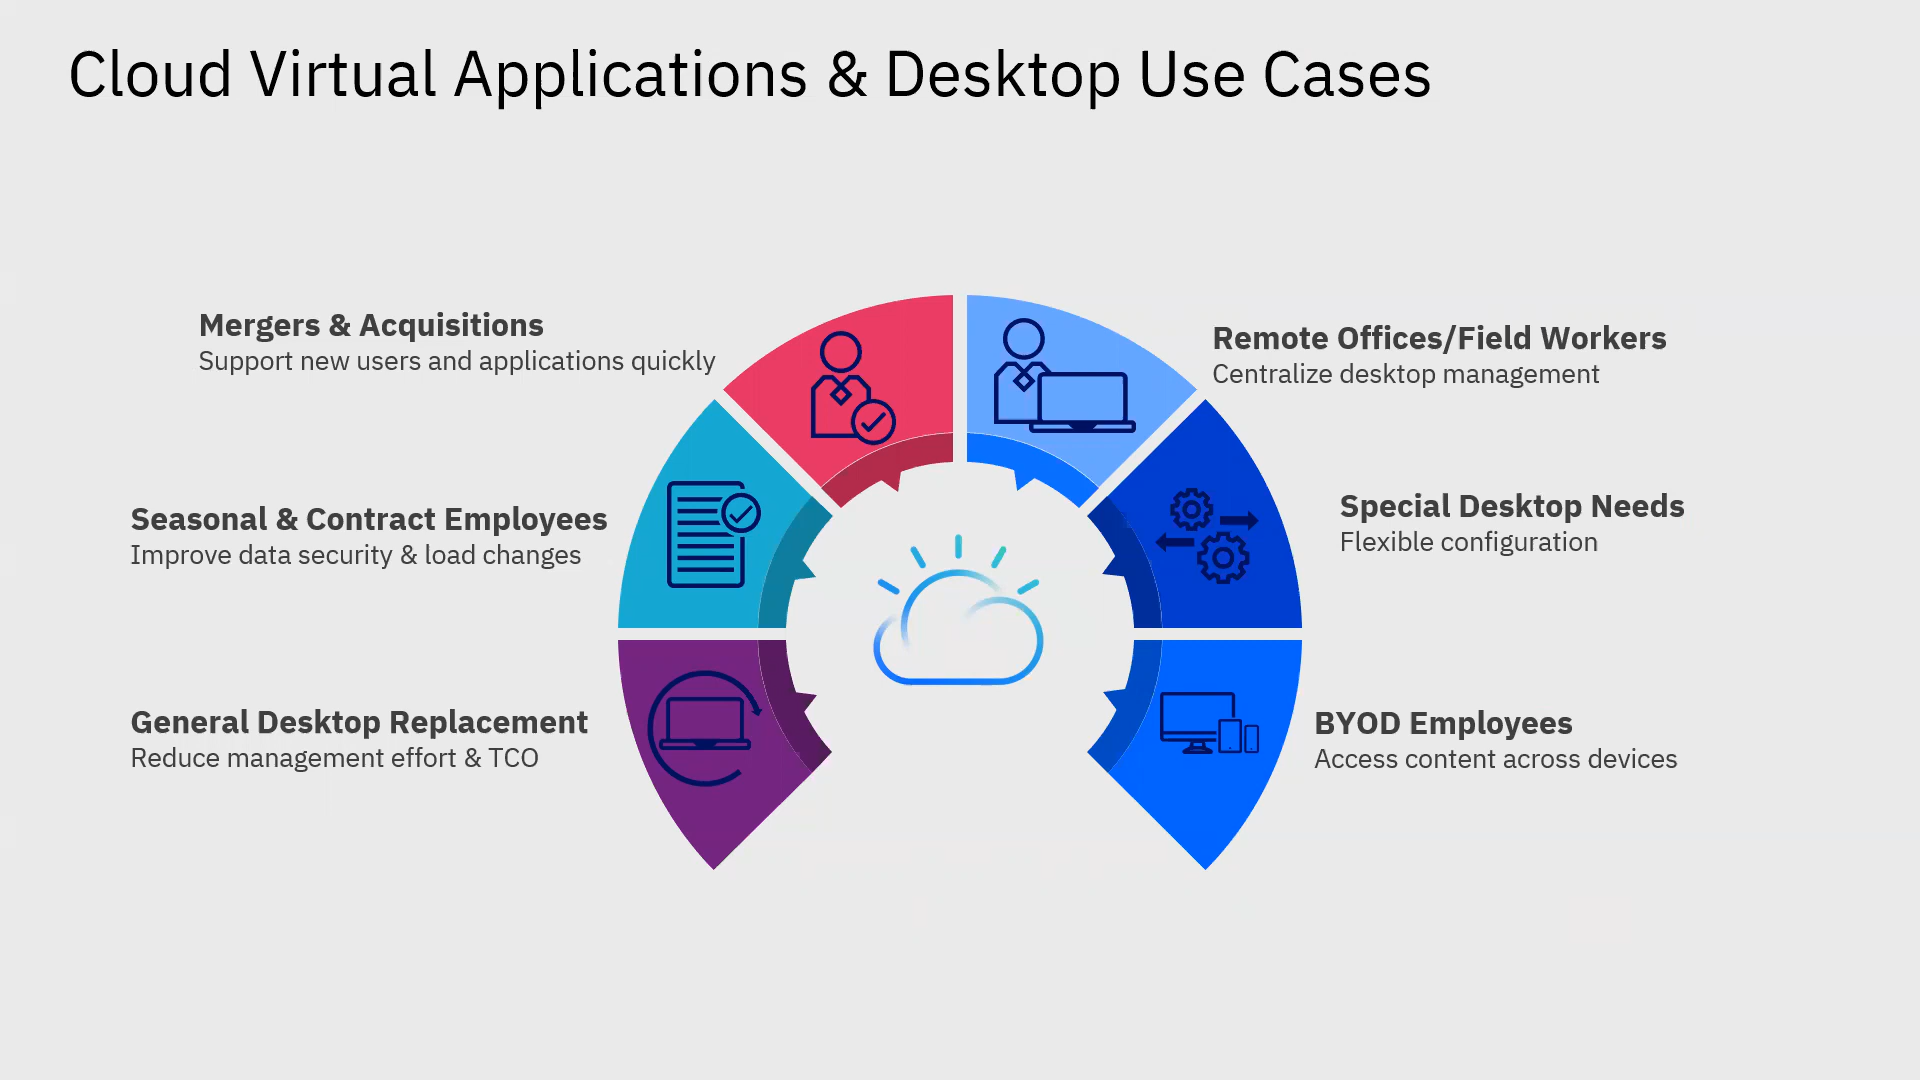 Cloud Virtual Applications & Desktop Use Cases
Mergers & Acquisitions
Support new users and applications quickly
Seasonal & Contract Employees
Improve data security & load changes
General Desktop Replacement
Reduce management effort & TCO
Remote Offices/Field Workers
Centralize desktop management
Special Desktop Needs
Flexible configuration
BYOD Employees
Access content across devices